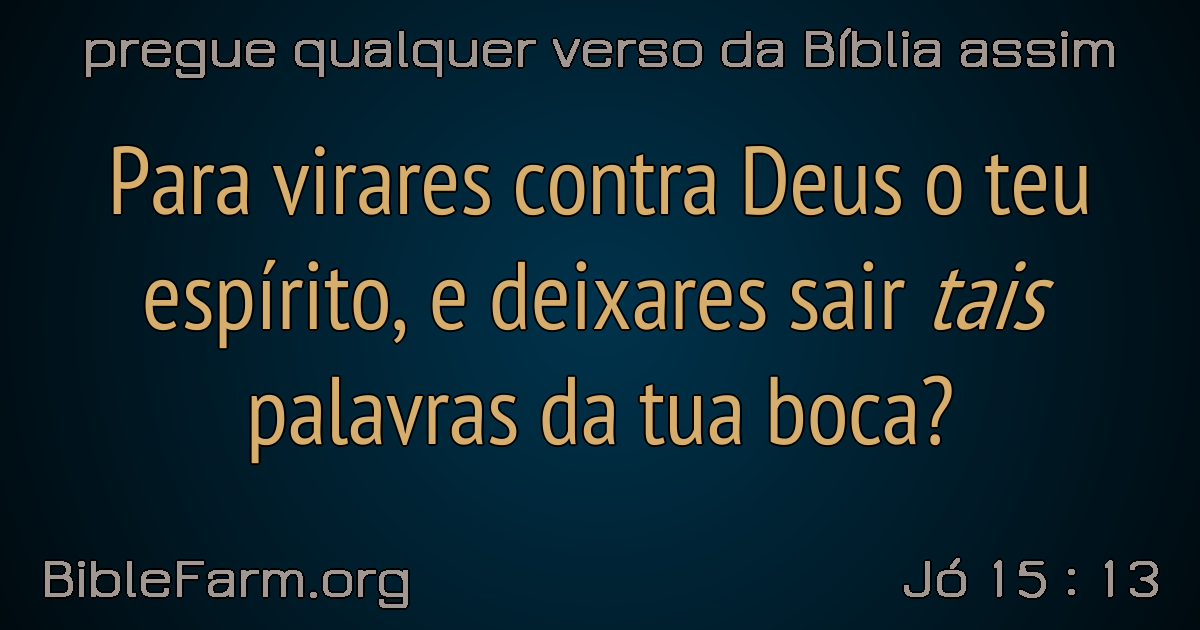 pregue qualquer verso da Bíblia assim
Para virares contra Deus o teu
espírito, e deixares sair tais
palavras da tua boca?
BibleFarm.org
Jó 15 : 13